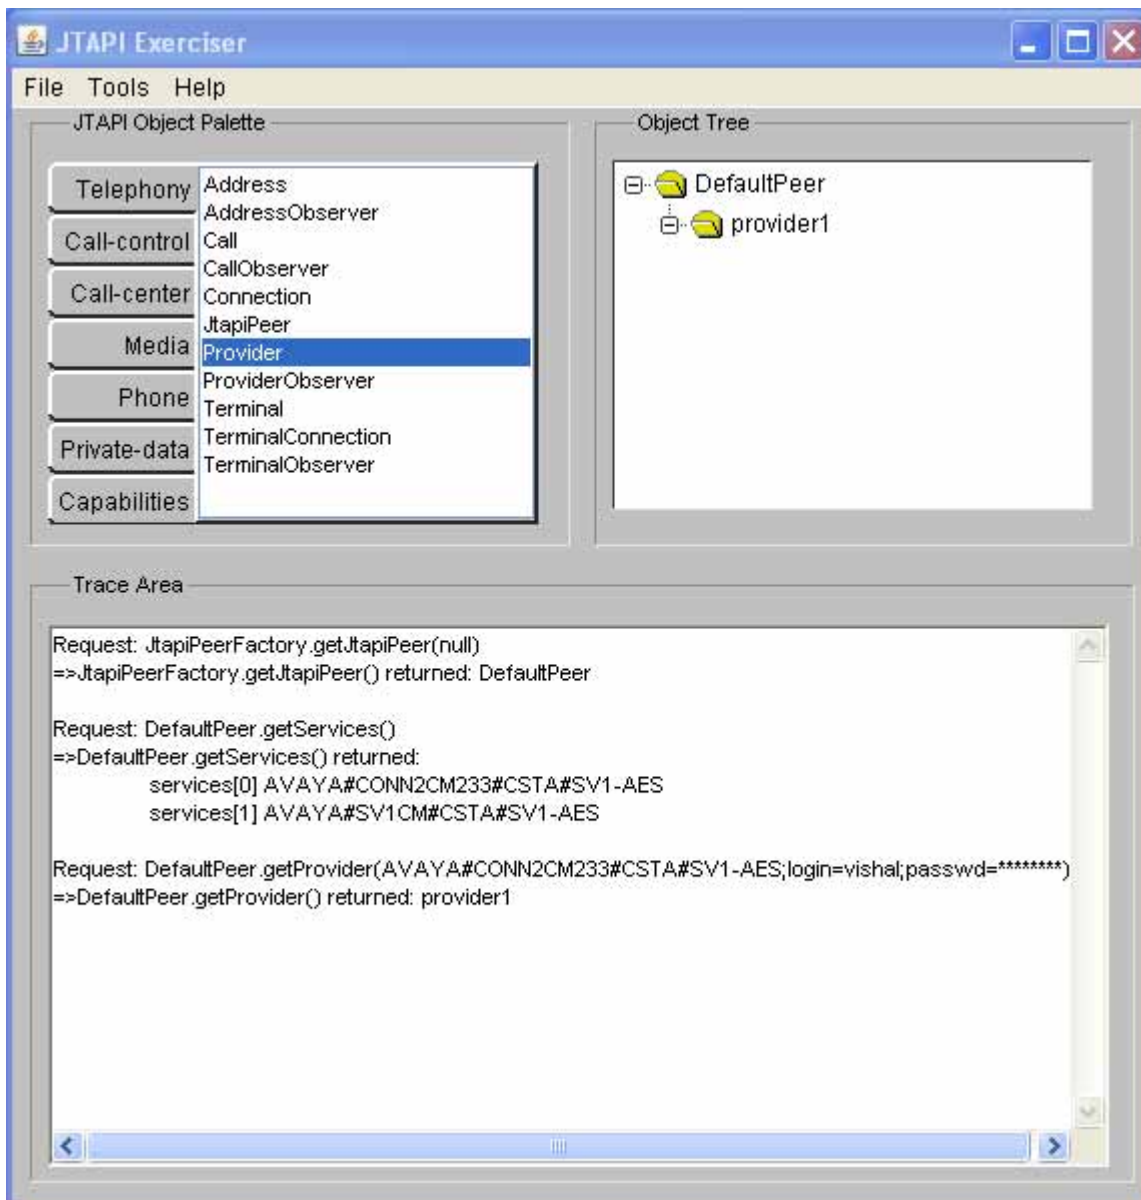 JTAPI Exerciser
File Tools Help
JTAPI Object Palette
Telephony
Call-control
Call-center
Media
Phone
Private-data
Capabilities
Address
AddressObserver
Call
CallObserver
Connection
JtapiPeer
Provider
ProviderObserver
Terminal
TerminalConnection
TerminalObserver
Object Tree
DefaultPeer
provider1
Trace Area
Request: JtapiPeerFactory.getJtapiPeer(null)
=>JtapiPeerFactory.getJtapiPeer() returned: DefaultPeer
Request: DefaultPeer.getServices()
=>DefaultPeer.getServices() returned:
services[0] AVAYA#CONN2CM233#CSTA#SV1-AES
services[1] AVAYA#SV1CM#CSTA#SV1-AES
Request: DefaultPeer.getProvider(AVAYA#CONN2CM233#CSTA#SV1-AES;login=vishal;passwd=********)
=>DefaultPeer.getProvider() returned: provider1